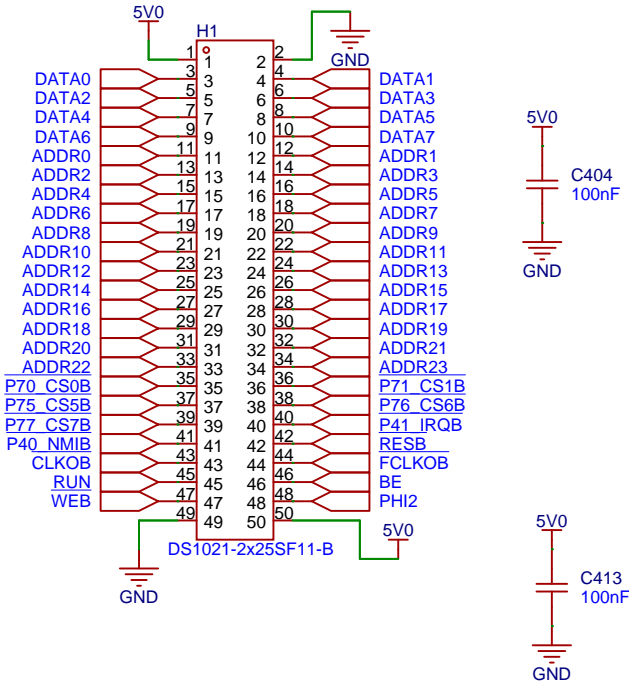 5V0
H1
GND
1 1 2 2
DATA0 3 3 4 4 DATA1
DATA2 5 5 6 6 DATA3
DATA4 7 7 8 8 DATA5
DATA6 9 9 10 10 DATA7
ADDR0 11 11 12 12 ADDR1
ADDR2 13 13 14 14 ADDR3
ADDR4 15 15 16 16 ADDR5
ADDR6 17 17 18 18 ADDR7
ADDR8 19 19 20 20 ADDR9
ADDR10 21 21 22 22 ADDR11
ADDR12 23 23 24 24 ADDR13
ADDR14 25 25 26 26 ADDR15
ADDR16 27 27 28 28 ADDR17
ADDR18 29 29 30 30 ADDR19
ADDR20 31 31 32 32 ADDR21
ADDR22 33 33 34 34 ADDR23
P70_CS0B 35 35 36 36 P71_CS1B
P75_CS5B 37 37 38 38 P76_CS6B
P77_CS7B 39 39 40 40 P41_IRQB
P40_NMIB 41 41 42 42 RESB
CLKOB 43 43 44 44 FCLKOB
RUN 45 45 46 46 BE
WEB 47 47 48 48 PHI2
49 49 50 50
5V0
DS1021-2x25SF11-B
GND
5V0
C404
100nF
GND
5V0
C413
100nF
GND